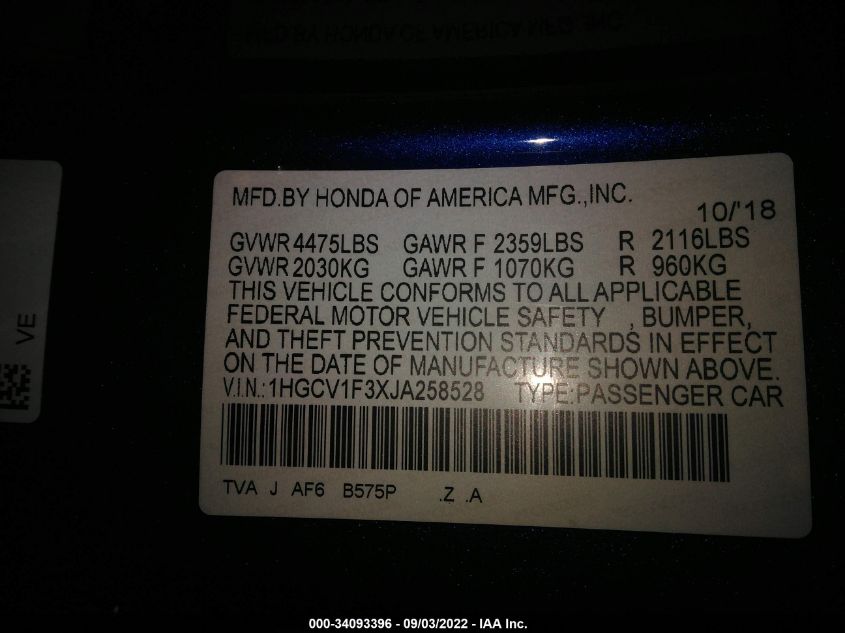 MFD.BY HONDA OF AMERICA MFG.,INC.
10/'18
GVWR 4475LBS GAWR F 2359LBS R 2116LBS
GVWR 2030KG GAWR F 1070KG R 960KG
THIS VEHICLE CONFORMS TO ALL APPLICABLE
FEDERAL MOTOR VEHICLE SAFETY , BUMPER,
AND THEFT PREVENTION STANDARDS IN EFFECT
ON THE DATE OF MANUFACTURE SHOWN ABOVE.
V.I.N.: 1HGCV1F3XJA258528 TYPE:PASSENGER CAR
TVA J AF6 B575P .Z .A
VE
000-34093396 - 09/03/2022 - IAA Inc.